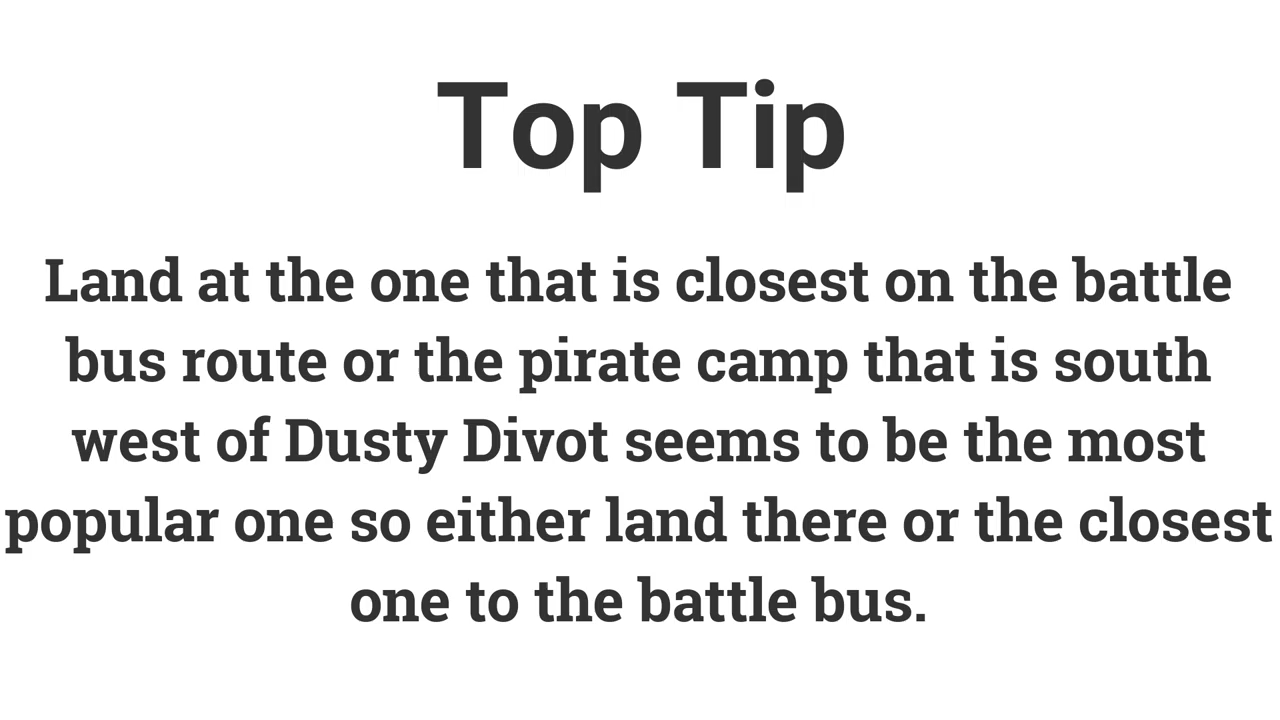 Top Tip
Land at the one that is closest on the battle
bus route or the pirate camp that is south
west of Dusty Divot seems to be the most
popular one so either land there or the closest
one to the battle bus.